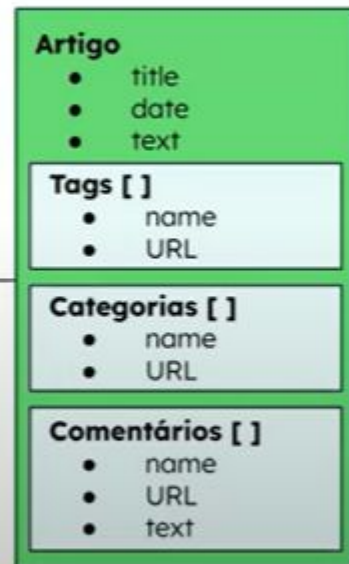 Artigo
● title
● date
● text
Tags [ ]
● name
● URL
Categorias [ ]
● name
● URL
Comentários [ ]
● name
● URL
● text